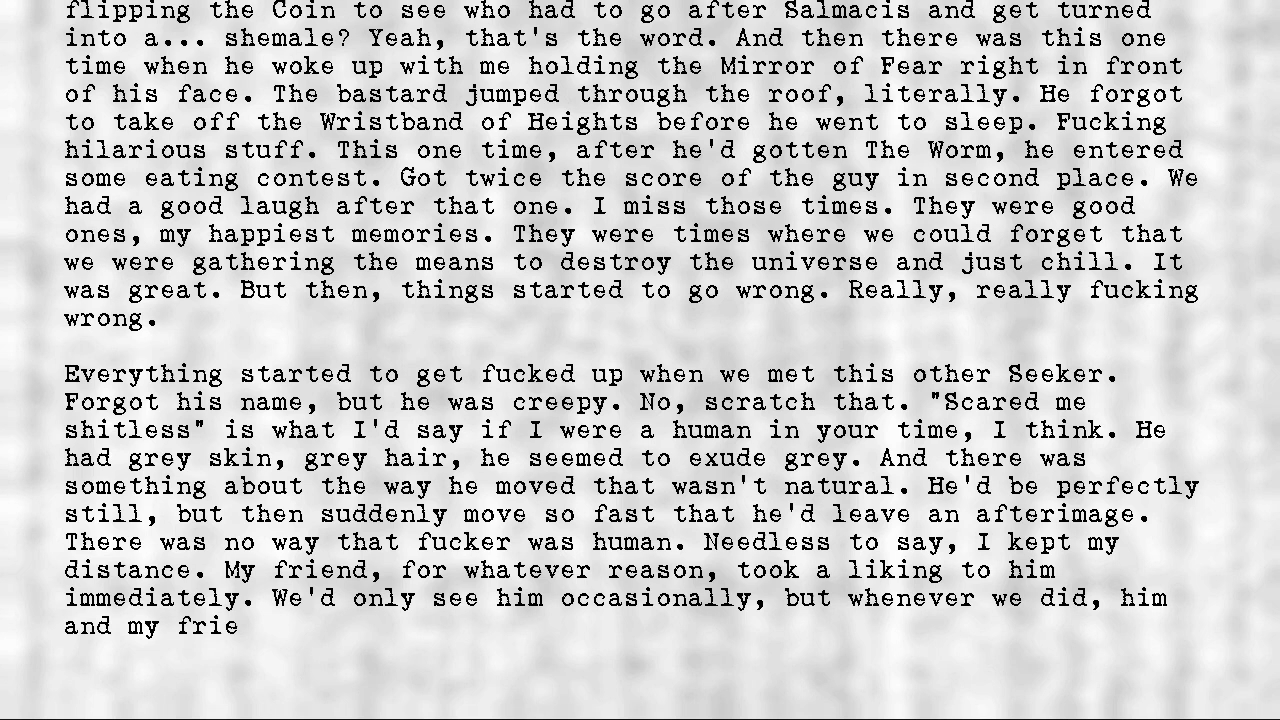 flipping the Coin to see who had to go after Salmacis and get turned
into a... shemale? Yeah, that's the word. And then there was this one
time when he woke up with me holding the Mirror of Fear right in front
of his face. The bastard jumped through the roof, literally. He forgot
to take off the Wristband of Heights before he went to sleep. Fucking
hilarious stuff. This one time, after he'd gotten The Worm, he entered
some eating contest. Got twice the score of the guy in second place. We
had a good laugh after that one. I miss those times. They were good
ones, my happiest memories. They were times where we could forget that
we were gathering the means to destroy the universe and just chill. It
was great. But then, things started to go wrong. Really, really fucking
wrong.
Everything started to get fucked up when we met this other Seeker.
Forgot his name, but he was creepy. No, scratch that. "Scared me
shitless" is what I'd say if I were a human in your time, I think. He
had grey skin, grey hair, he seemed to exude grey. And there was
something about the way he moved that wasn't natural. He'd be perfectly
still, but then suddenly move so fast that he'd leave an afterimage.
There was no way that fucker was human. Needless to say, I kept my
distance. My friend, for whatever reason, took a liking to him
immediately. We'd only see him occasionally, but whenever we did, him
and my frie